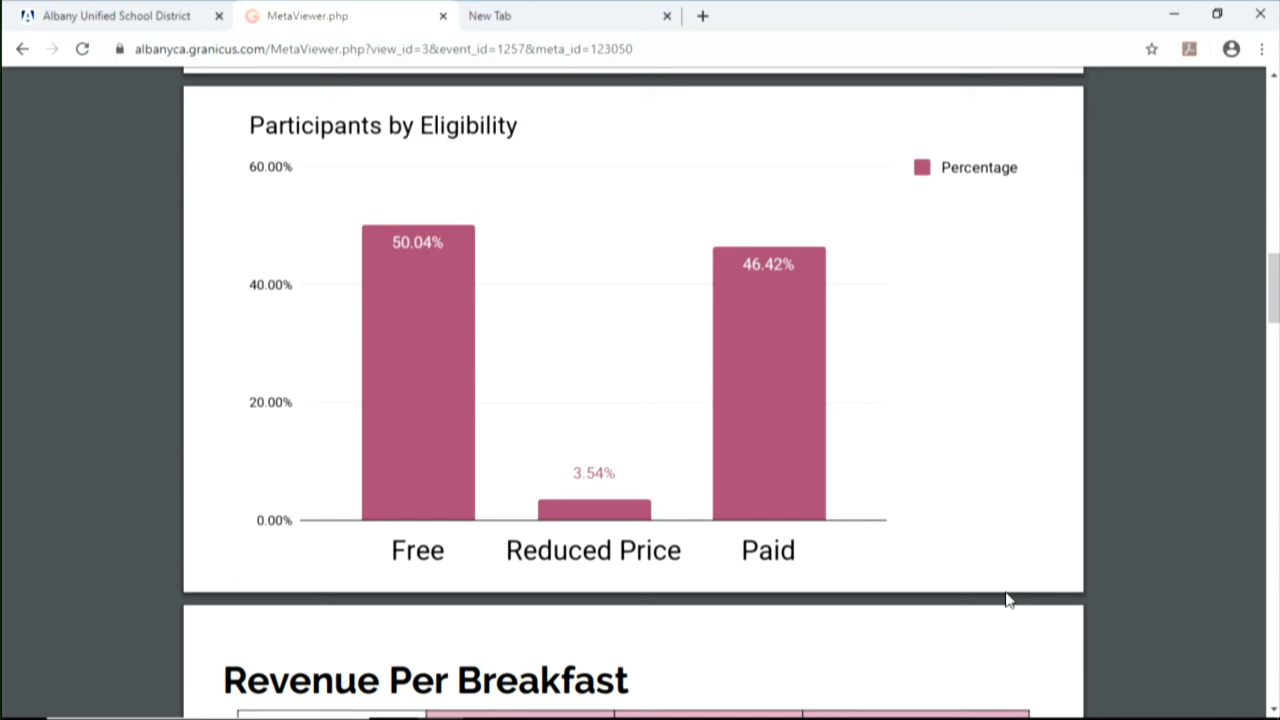 Albany Unified School District
MetaViewer.php
New Tab
albanyca.granicus.com/MetaViewer.php?view_id=3&event_id=1257&meta_id=123050
Participants by Eligibility
60.00%
Percentage
50.04%
46.42%
40.00%
20.00%
3.54%
0.00%
Free Reduced Price Paid
Revenue Per Breakfast